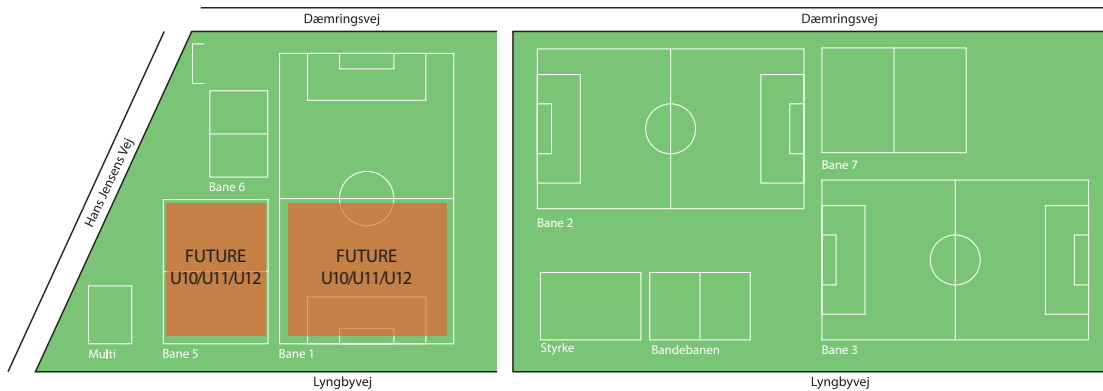 Dæmringsvej
Dæmringsvej
Hans Jensens Vej
Bane 6
Bane 7
Bane 2
FUTURE
U10/U11/U12
FUTURE
U10/U11/U12
Multi
Bane 5
Bane 1
Styrke
Bandebanen
Bane 3
Lyngbyvej
Lyngbyvej